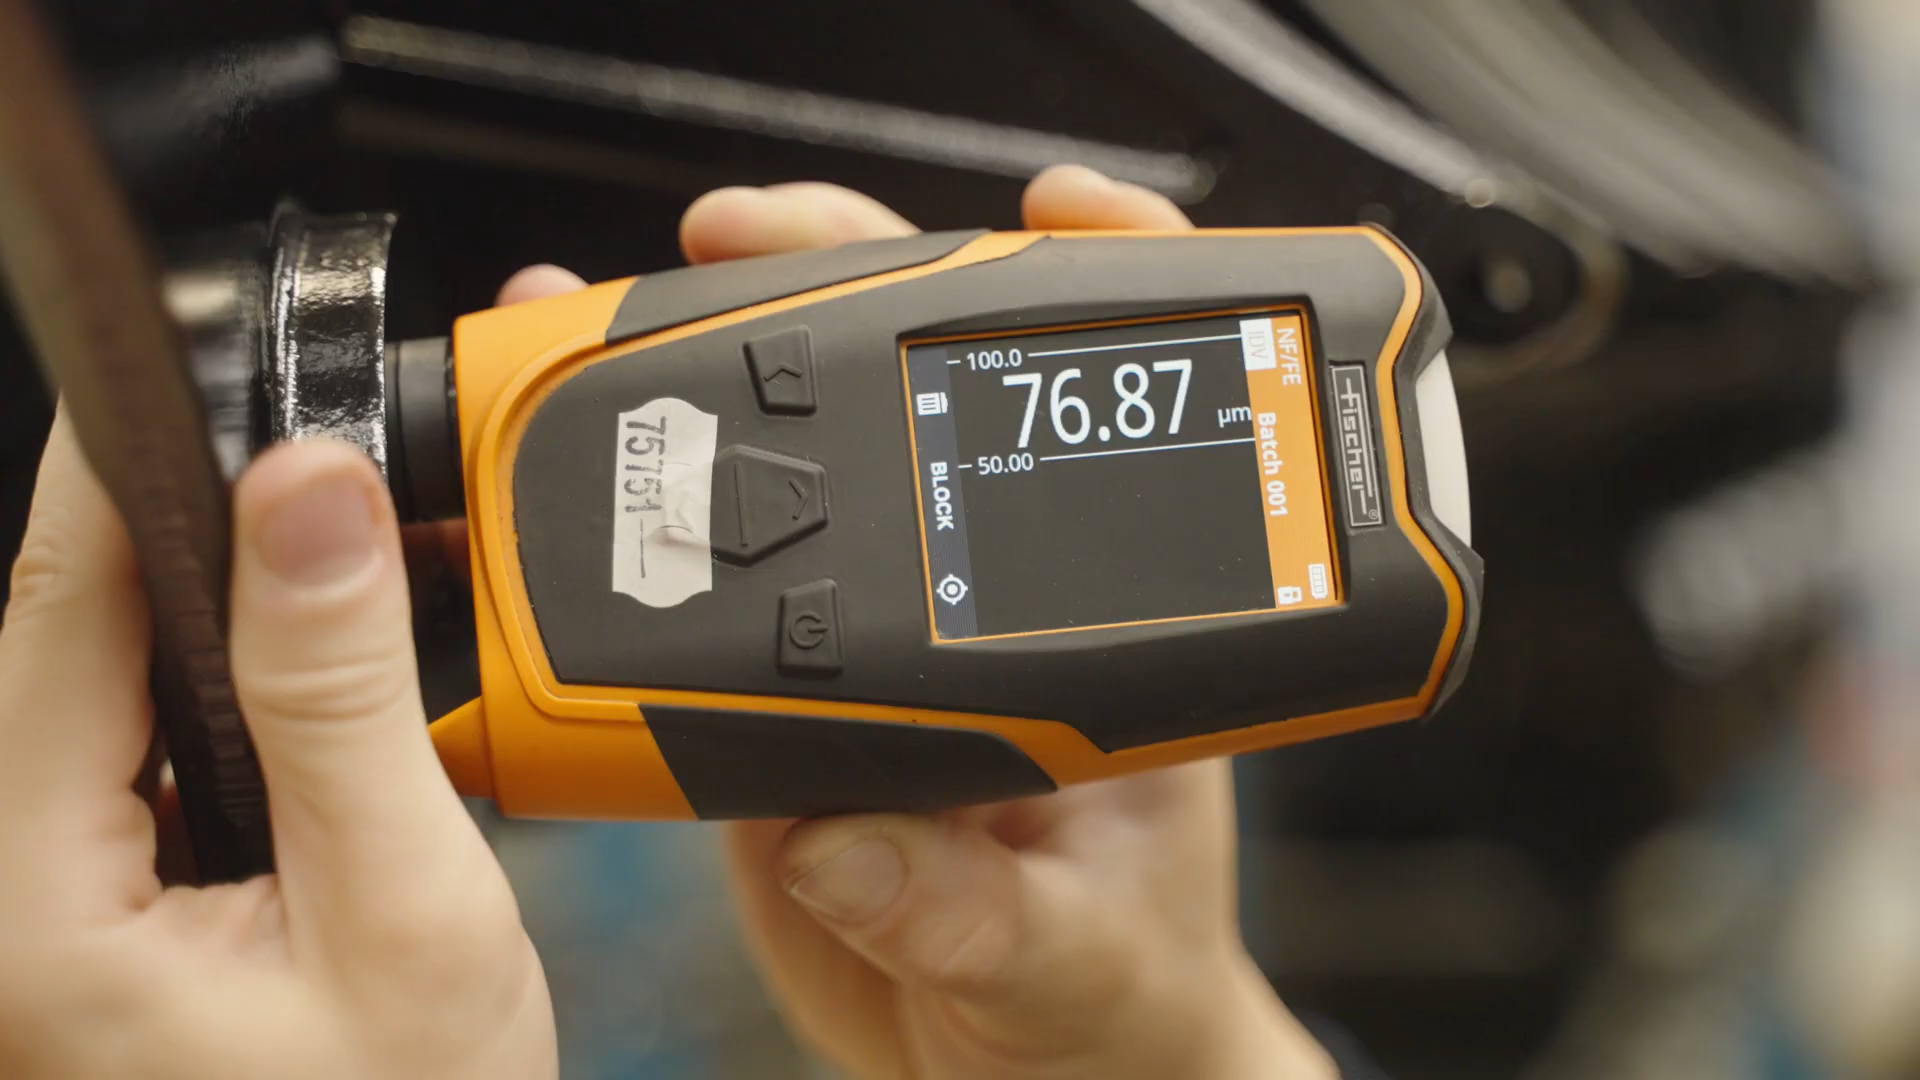 NF/FE
IDV
Batch 001
100.0
76.87 µm
50.00
BLOCK
fischer®
75751